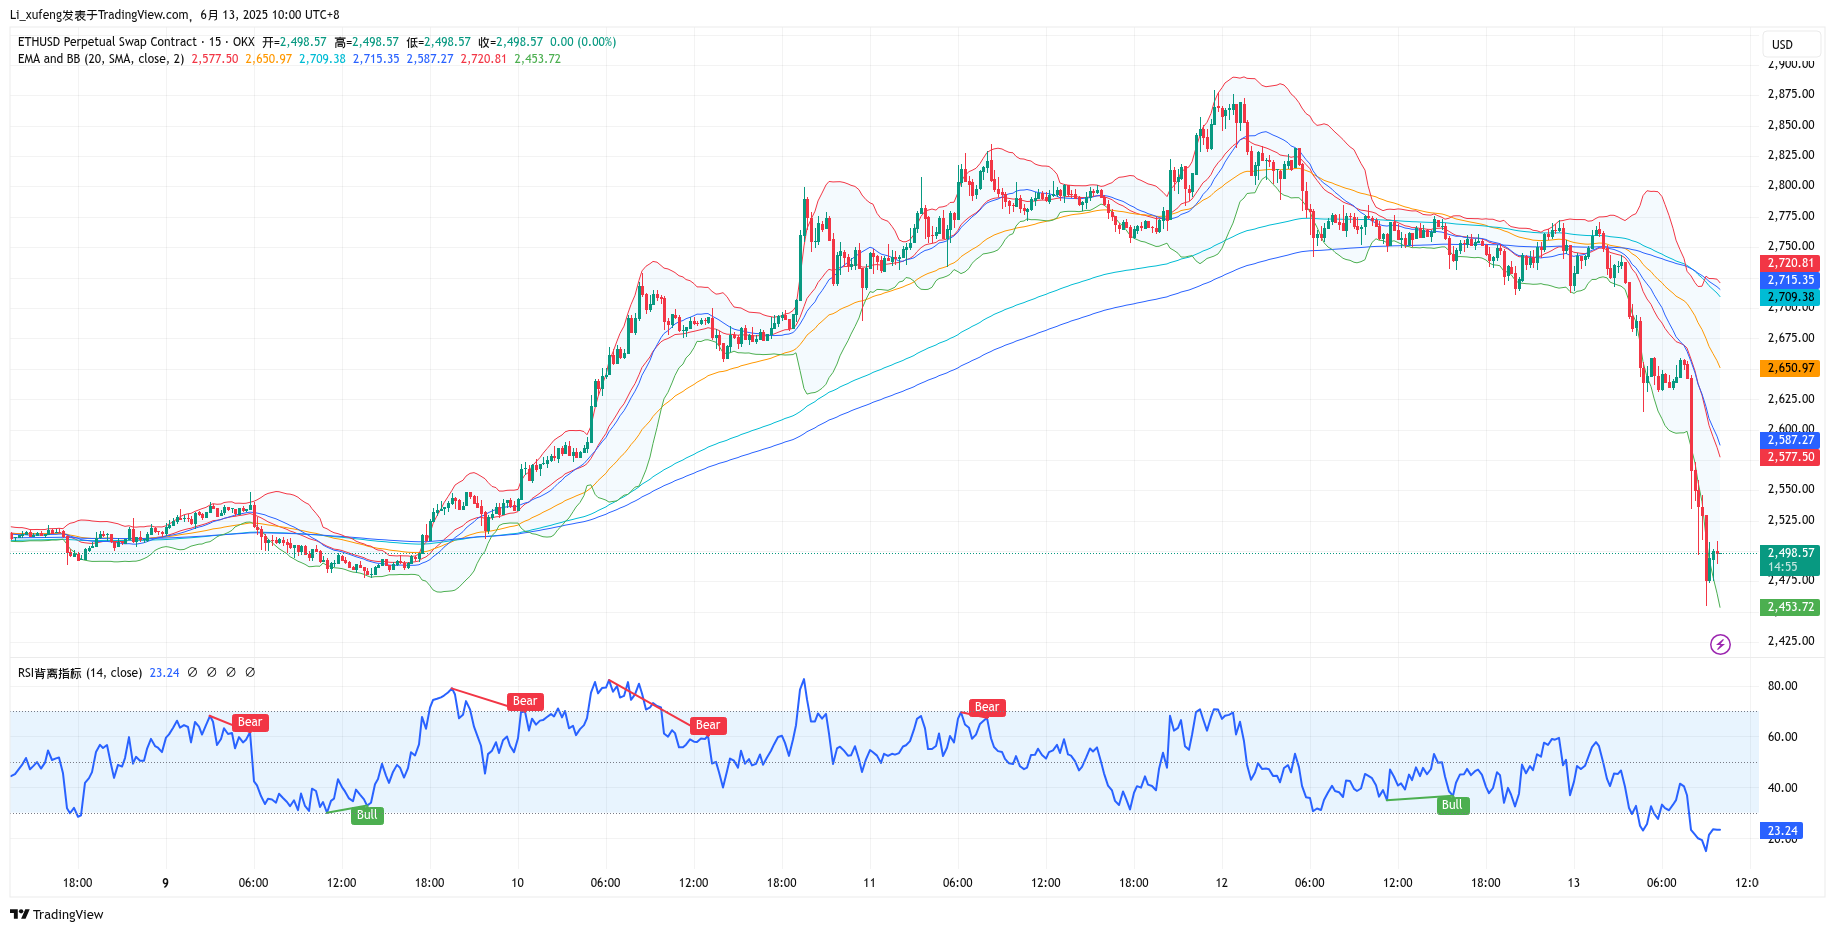 Li_xufeng发表于TradingView.com, 6月 13, 2025 10:00 UTC+8
ETHUSD Perpetual Swap Contract · 15 · OKX 开=2,498.57 高=2,498.57 低=2,498.57 收=2,498.57 0.00 (0.00%)
EMA and BB (20, SMA, close, 2) 2,577.50 2,650.97 2,709.38 2,715.35 2,587.27 2,720.81 2,453.72
USD
2,900.00
2,875.00
2,850.00
2,825.00
2,800.00
2,775.00
2,750.00
2,720.81
2,715.35
2,709.38
2,700.00
2,675.00
2,650.97
2,625.00
2,600.00
2,587.27
2,577.50
2,550.00
2,525.00
2,498.57
14:55
2,475.00
2,453.72
2,425.00
RSI背离指标 (14, close) 23.24 ∅ ∅ ∅ ∅
Bear
Bear
Bear
Bear
Bull
Bull
80.00
60.00
40.00
23.24
20.00
18:00 9 06:00 12:00 18:00 10 06:00 12:00 18:00 11 06:00 12:00 18:00 12 06:00 12:00 18:00 13 06:00 12:0
TradingView